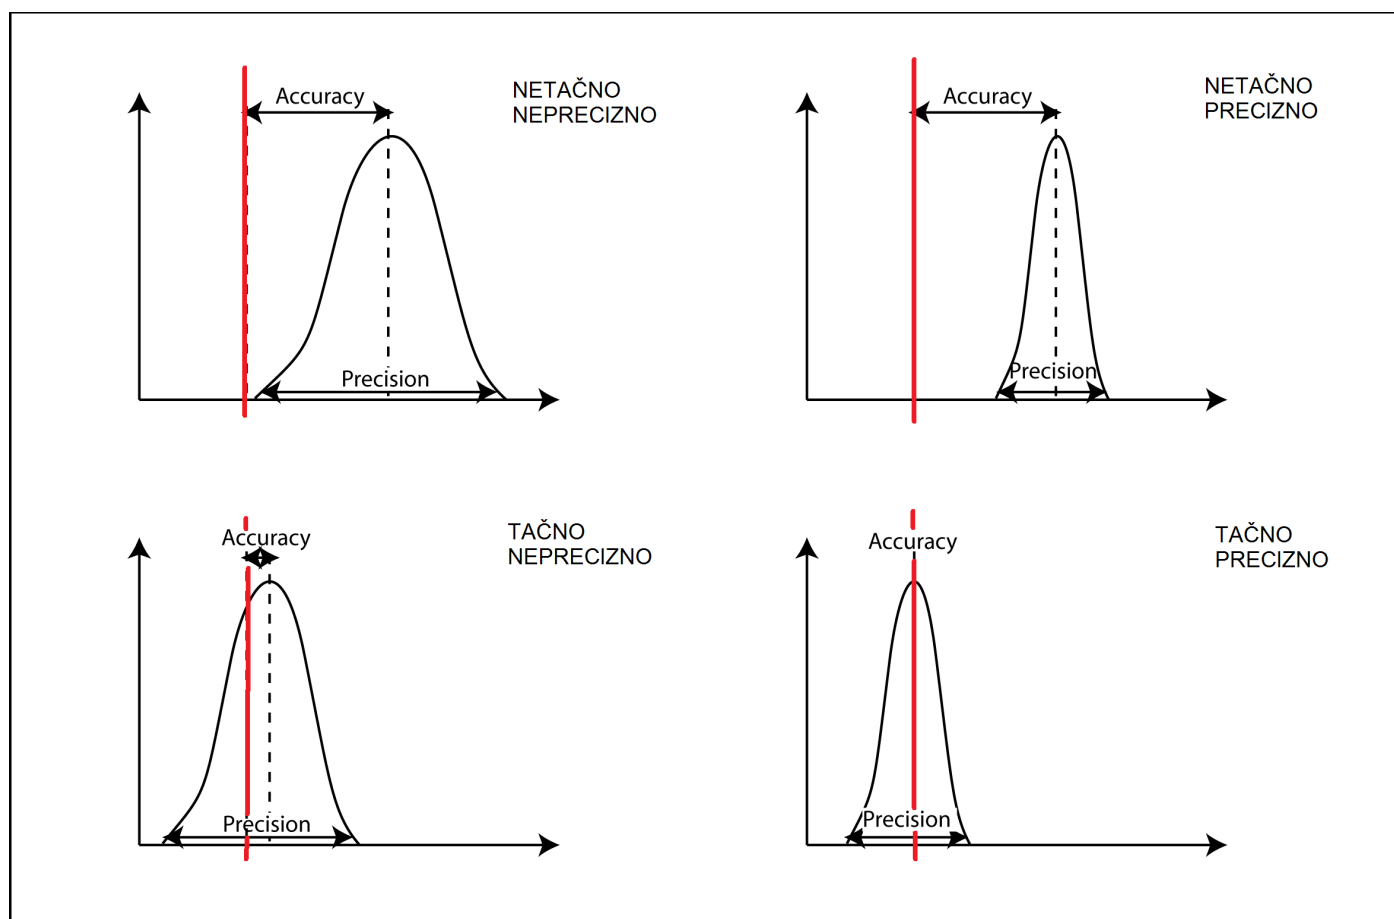 Accuracy
NETAČNO
NEPRECIZNO
Precision
Accuracy
NETAČNO
PRECIZNO
Precision
Accuracy
TAČNO
NEPRECIZNO
Precision
Accuracy
TAČNO
PRECIZNO
Precision